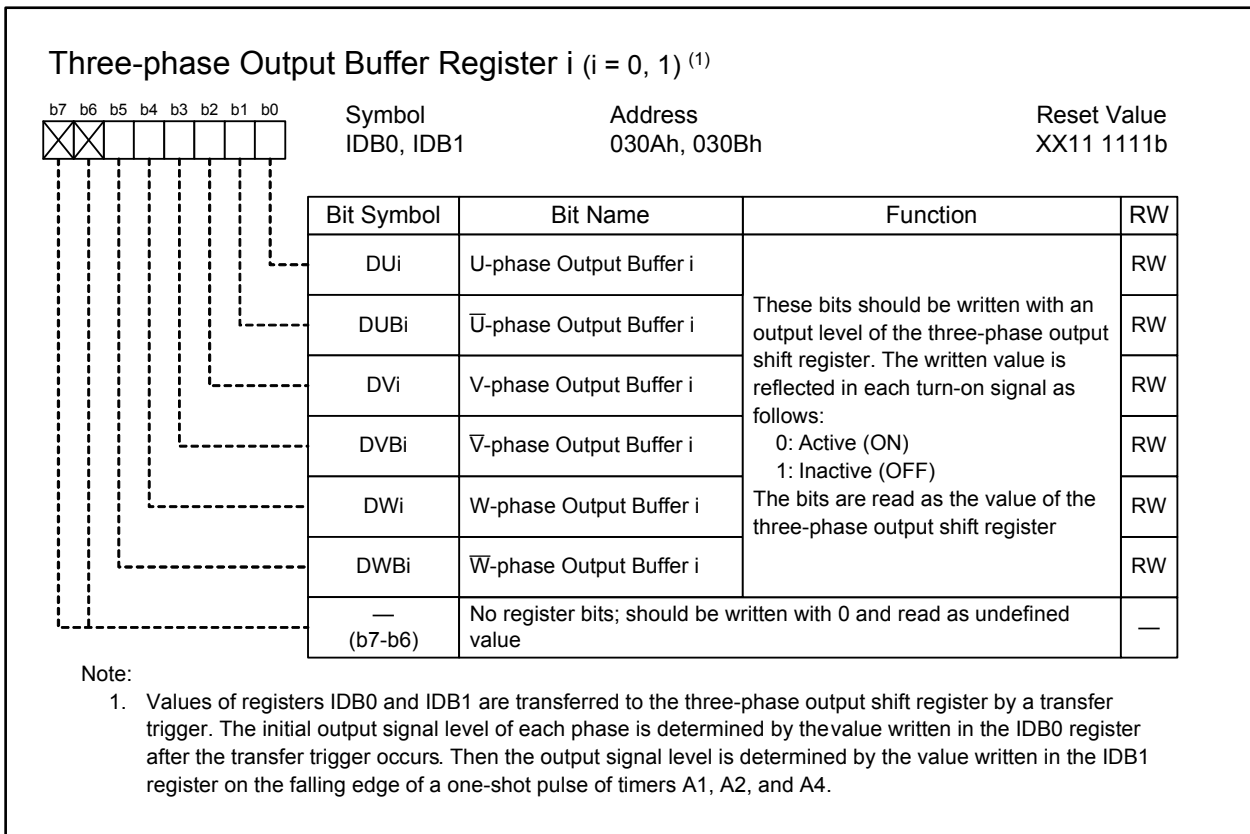 Three-phase Output Buffer Register i (i = 0, 1) (1)
b7 b6 b5 b4 b3 b2 b1 b0
Symbol Address Reset Value
IDB0, IDB1 030Ah, 030Bh XX11 1111b
Bit Symbol Bit Name Function RW
DUi U-phase Output Buffer i RW
DUBi U̅-phase Output Buffer i RW
DVi V-phase Output Buffer i RW
DVBi V̅-phase Output Buffer i RW
DWi W-phase Output Buffer i RW
DWBi W̅-phase Output Buffer i RW
These bits should be written with an
output level of the three-phase output
shift register. The written value is
reflected in each turn-on signal as
follows:
0: Active (ON)
1: Inactive (OFF)
The bits are read as the value of the
three-phase output shift register
—
(b7-b6)
No register bits; should be written with 0 and read as undefined
value
—
Note:
1. Values of registers IDB0 and IDB1 are transferred to the three-phase output shift register by a transfer
trigger. The initial output signal level of each phase is determined by thevalue written in the IDB0 register
after the transfer trigger occurs. Then the output signal level is determined by the value written in the IDB1
register on the falling edge of a one-shot pulse of timers A1, A2, and A4.